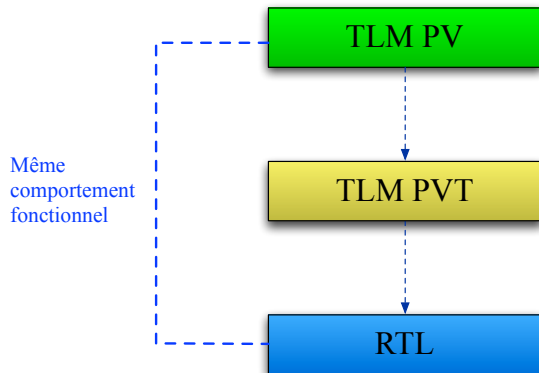 TLM PV
Même
comportement
fonctionnel
TLM PVT
RTL